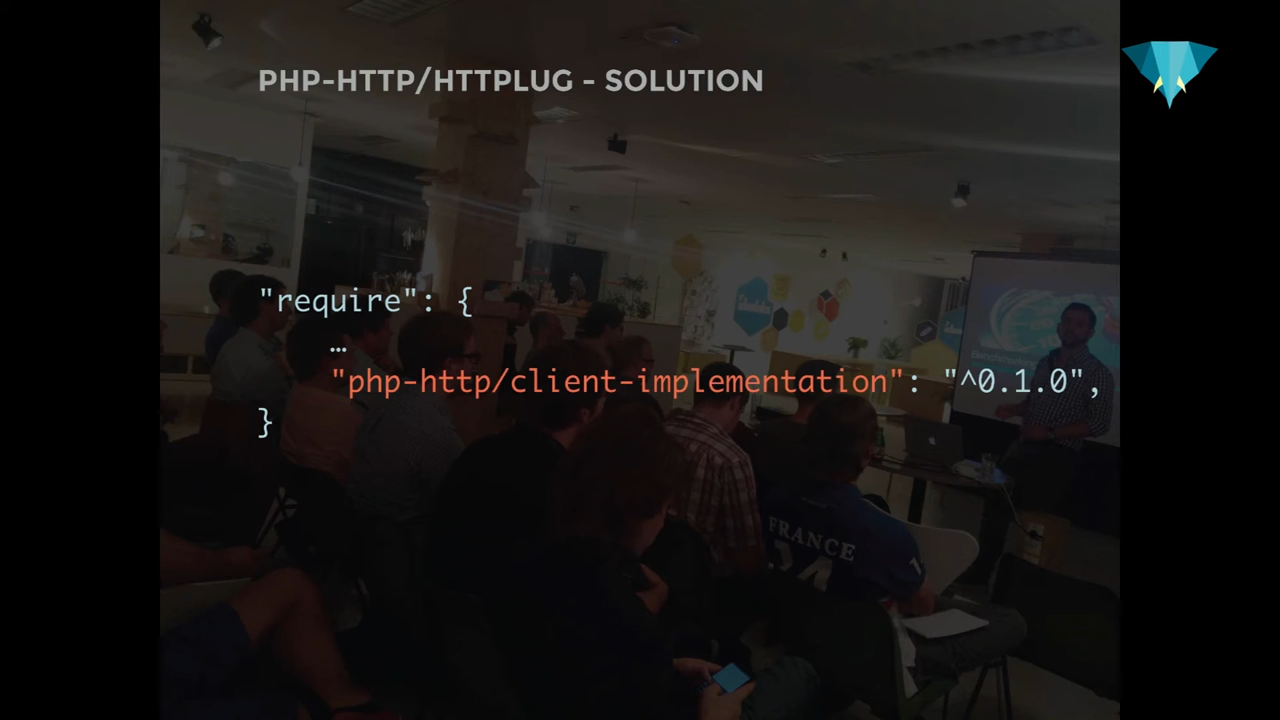 PHP-HTTP/HTTPLUG - SOLUTION
"require": {
…
"php-http/client-implementation": "^0.1.0",
}
FRANCE